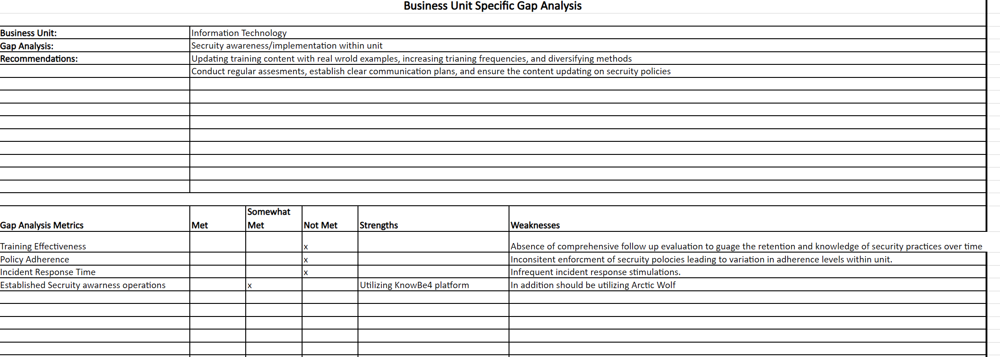 Business Unit Specific Gap Analysis
Business Unit: Information Technology
Gap Analysis: Secruity awareness/implementation within unit
Recommendations: Updating training content with real wrold examples, increasing trianing frequencies, and diversifying methods
Conduct regular assesments, establish clear communication plans, and ensure the content updating on secruity policies
Gap Analysis Metrics Met Somewhat Met Not Met Strengths Weaknesses
Training Effectiveness x Absence of comprehensive follow up evaluation to guage the retention and knowledge of security practices over time
Policy Adherence x Inconsitent enforcment of secruity polocies leading to variation in adherence levels within unit.
Incident Response Time x Infrequent incident response stimulations.
Established Secruity awarness operations x Utilizing KnowBe4 platform In addition should be utilizing Arctic Wolf